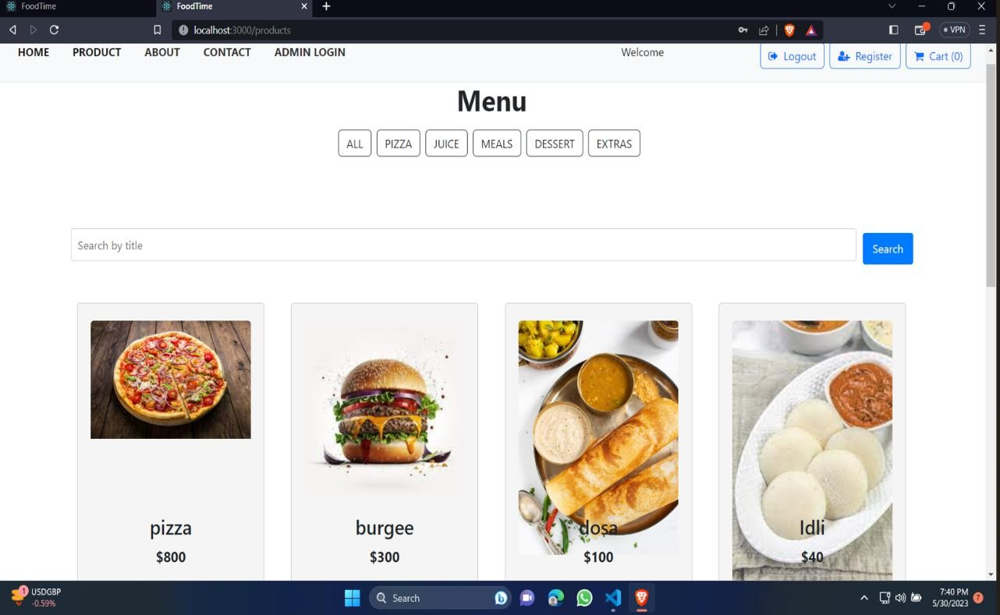 FoodTime
FoodTime
localhost:3000/products
VPN
HOME PRODUCT ABOUT CONTACT ADMIN LOGIN Welcome Logout Register Cart (0)
Menu
ALL PIZZA JUICE MEALS DESSERT EXTRAS
Search by title Search
pizza burgee dosa Idli
$800 $300 $100 $40
1 USDGBP
-0.59%
Search
7:40 PM
5/30/2023
7